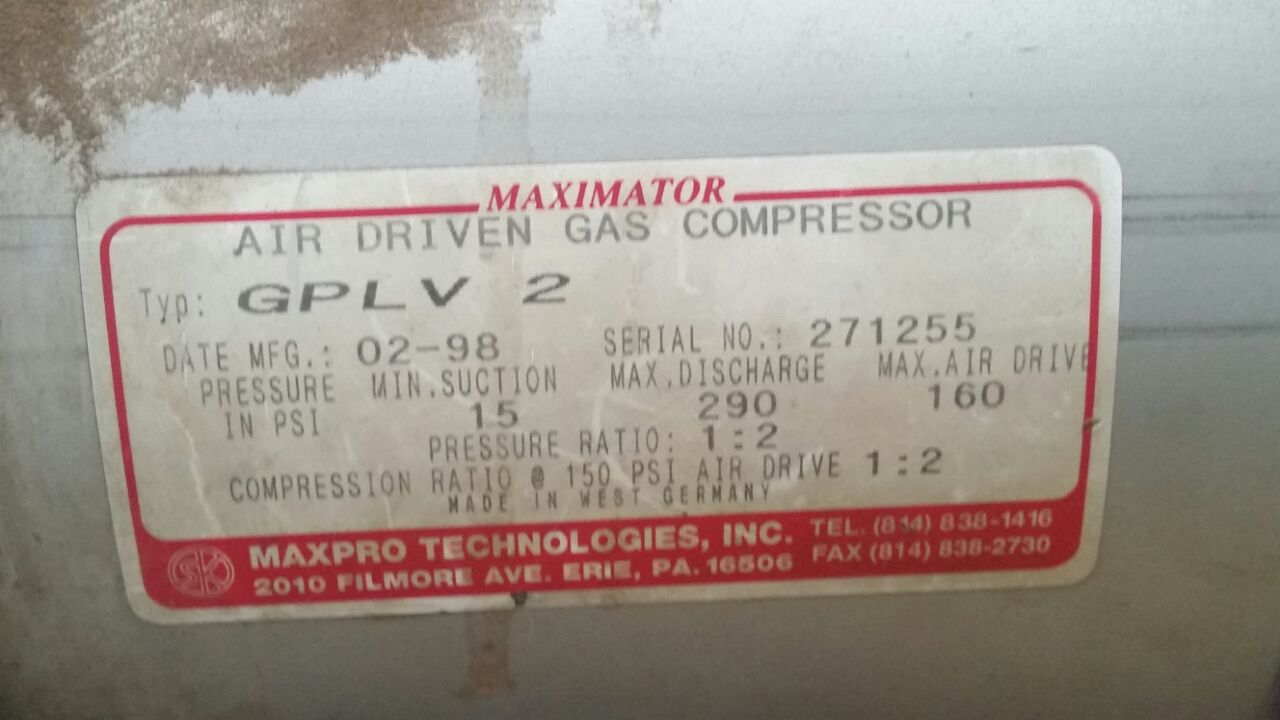 MAXIMATOR
AIR DRIVEN GAS COMPRESSOR
Typ: GPLV 2
DATE MFG.: 02-98 SERIAL NO.: 271255
PRESSURE MIN.SUCTION MAX.DISCHARGE MAX.AIR DRIVE
IN PSI 15 290 160
PRESSURE RATIO: 1:2
COMPRESSION RATIO @ 150 PSI AIR DRIVE 1:2
MADE IN WEST GERMANY
MAXPRO TECHNOLOGIES, INC. TEL. (814) 838-1416
2010 FILMORE AVE. ERIE, PA. 16506 FAX (814) 838-2730